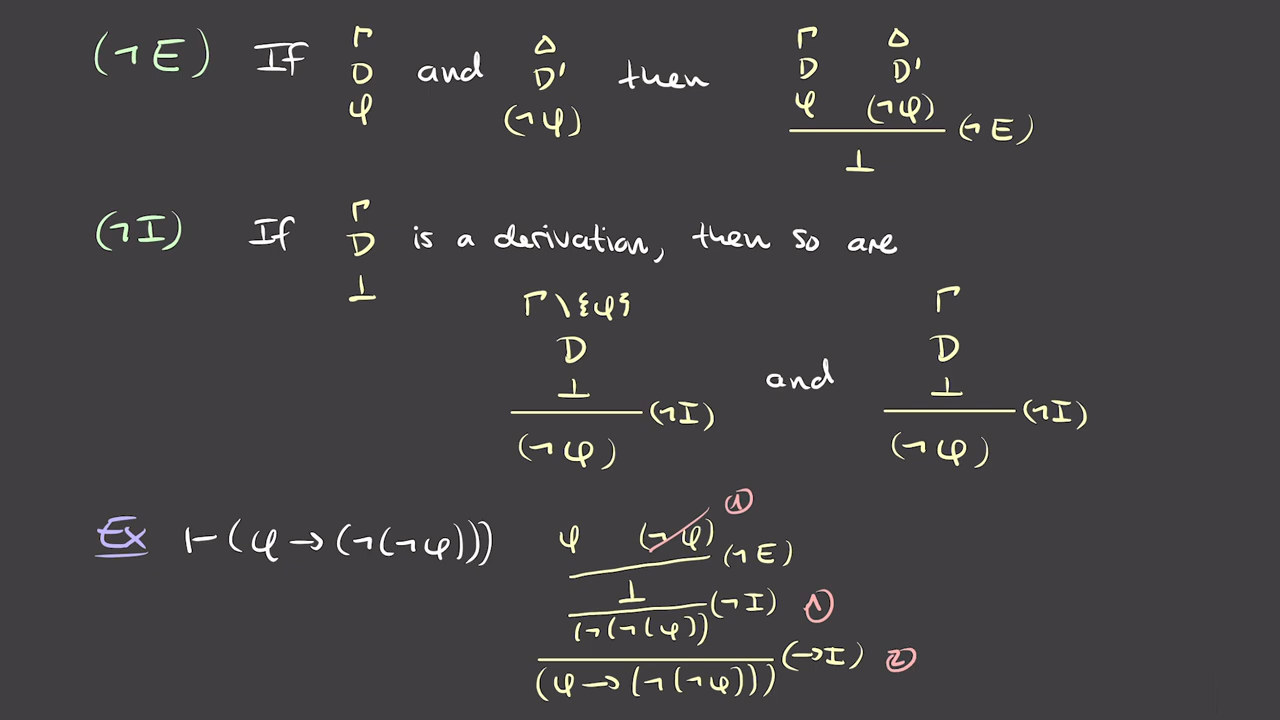 (¬E) If Γ D φ and Δ D' (¬φ) then Γ D φ Δ D' (¬φ) (¬E) ⊥
(¬I) If Γ D ⊥ is a derivation, then so are
Γ\{φ} D ⊥ (¬I) (¬φ) and Γ D ⊥ (¬I) (¬φ)
Ex ⊢(φ→(¬(¬φ)))
φ (¬φ) ① (¬E)
⊥ (¬I) ①
(¬(¬(φ)) (→I) ②
(φ→(¬(¬φ)))